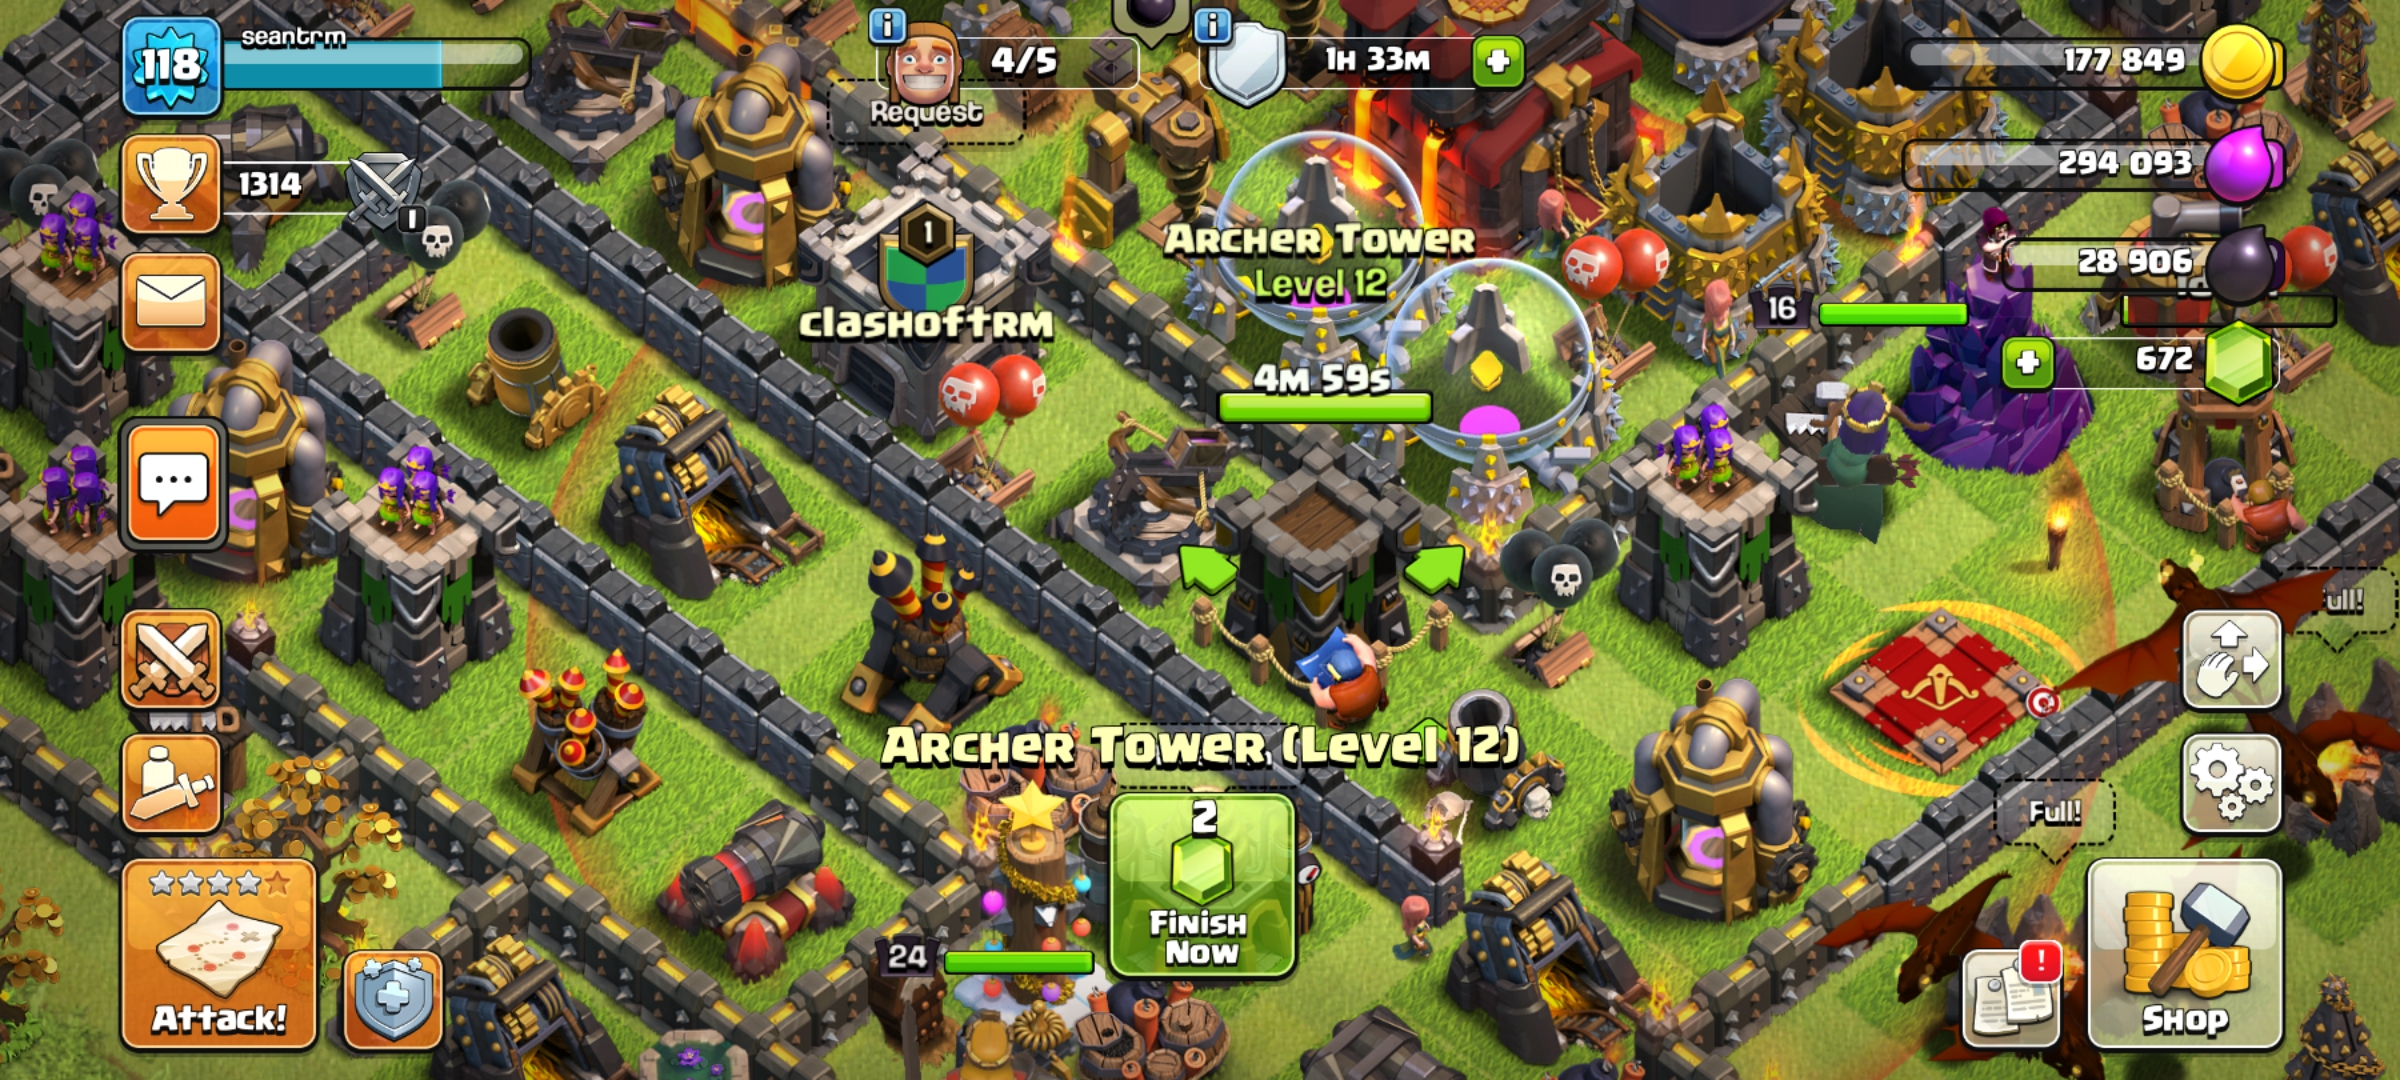 118
seantrm
4/5
1H 33M
177 849
Request
294 093
1314
I
1
Archer Tower
Level 12
28 906
clashoftrm
16
4M 59s
672
Full!
Archer Tower (Level 12)
2
Full!
Finish
Now
24
!
Attack!
Shop